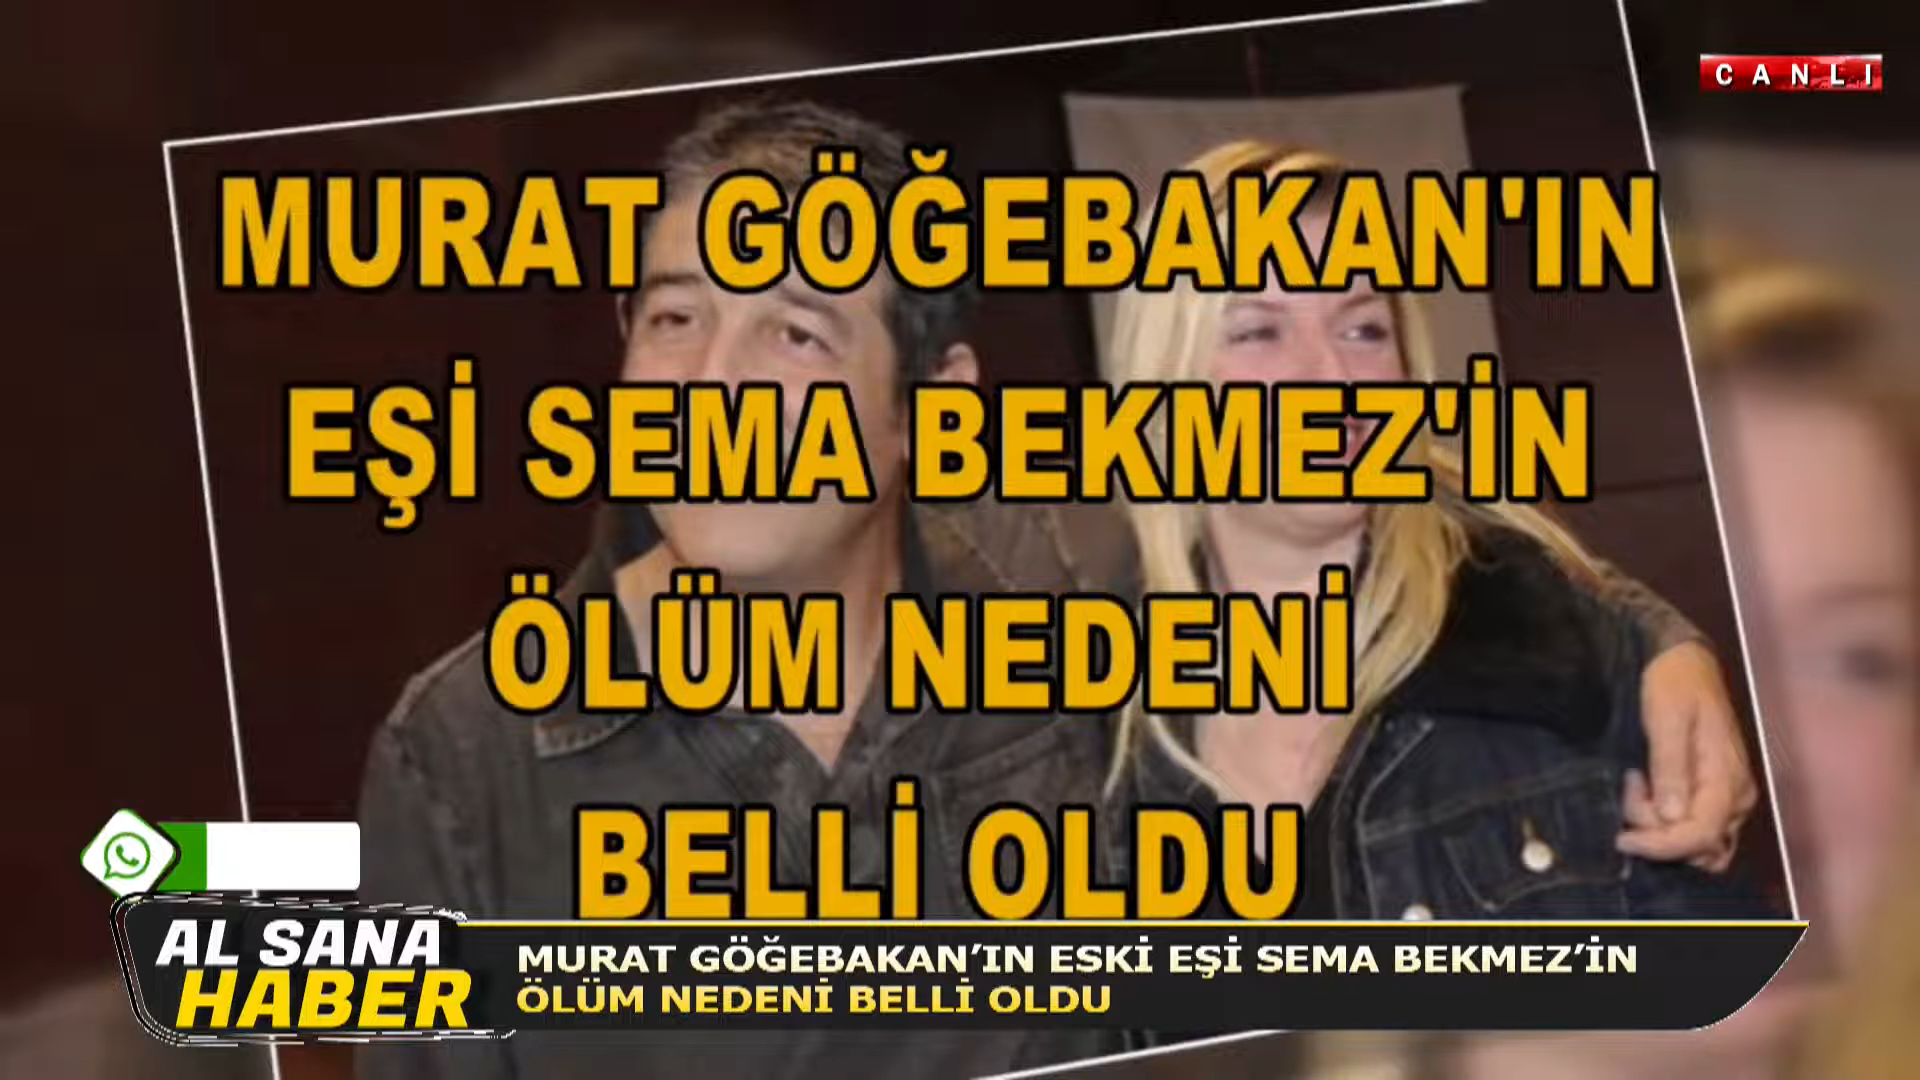 CANLI
MURAT GÖĞEBAKAN'IN
EŞİ SEMA BEKMEZ'İN
ÖLÜM NEDENİ
BELLİ OLDU
AL SANA
HABER
MURAT GÖĞEBAKAN’IN ESKİ EŞİ SEMA BEKMEZ’İN
ÖLÜM NEDENİ BELLİ OLDU